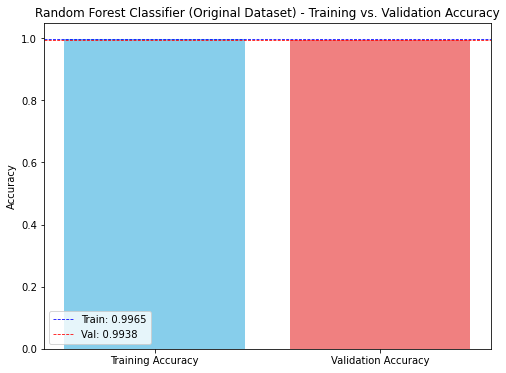 Random Forest Classifier (Original Dataset) - Training vs. Validation Accuracy
1.0
0.8
0.6
0.4
0.2
0.0
Accuracy
Train: 0.9965
Val: 0.9938
Training Accuracy
Validation Accuracy